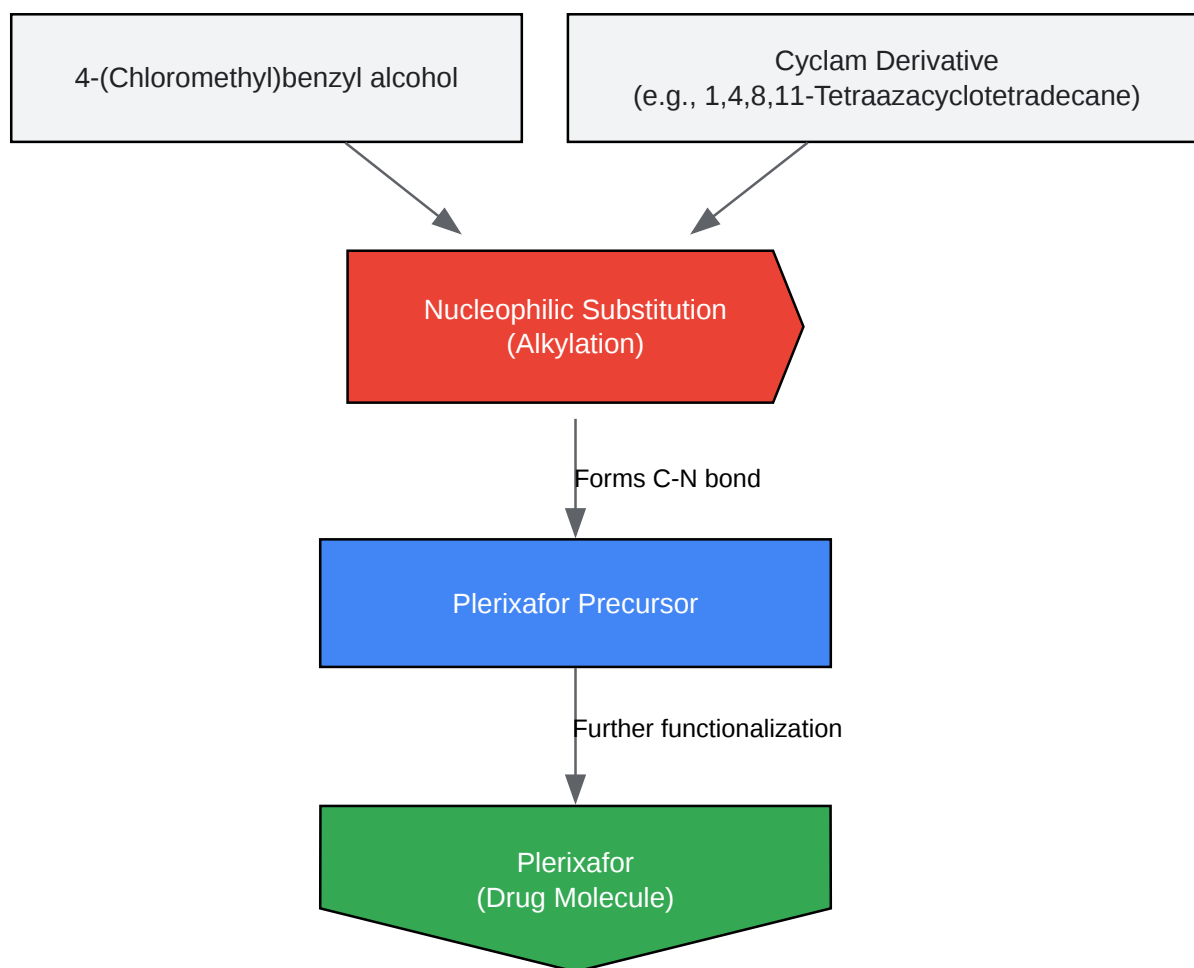 4-(Chloromethyl)benzyl alcohol
Cyclam Derivative
(e.g., 1,4,8,11-Tetraazacyclotetradecane)
Nucleophilic Substitution
(Alkylation)
Forms C-N bond
Plerixafor Precursor
Further functionalization
Plerixafor
(Drug Molecule)